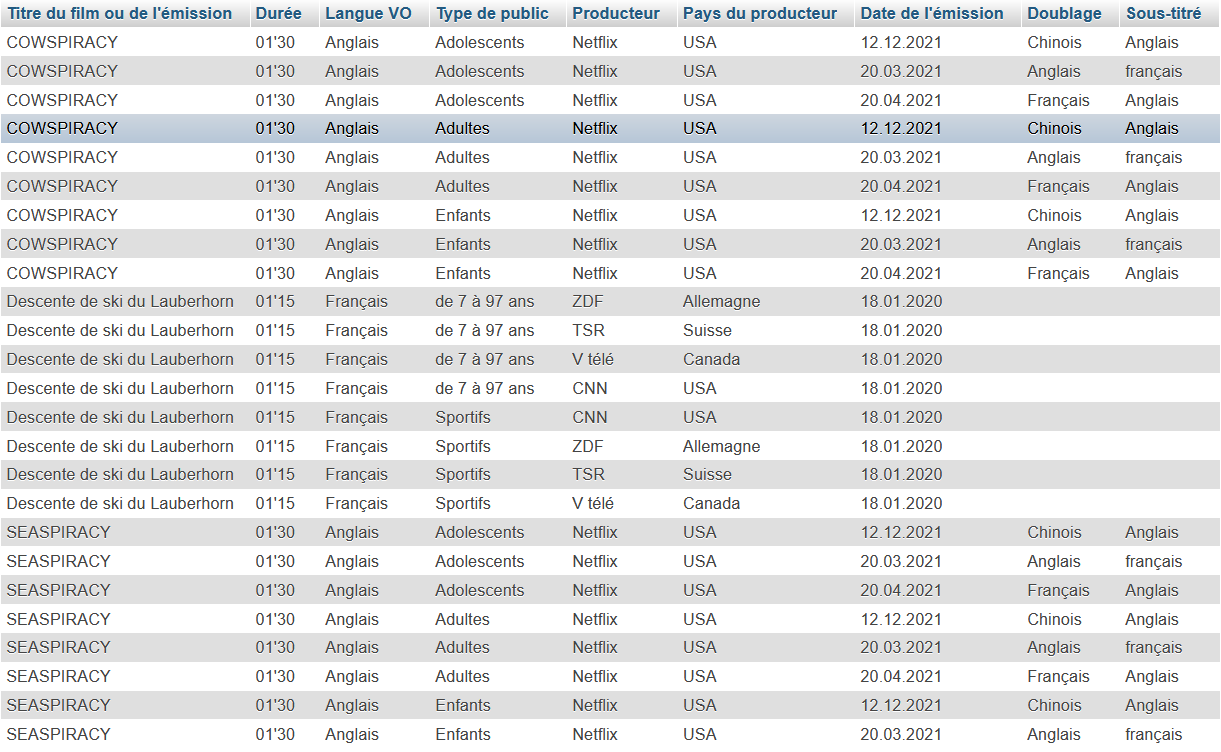 Titre du film ou de l'émission Durée Langue VO Type de public Producteur Pays du producteur Date de l'émission Doublage Sous-titré
COWSPIRACY 01'30 Anglais Adolescents Netflix USA 12.12.2021 Chinois Anglais
COWSPIRACY 01'30 Anglais Adolescents Netflix USA 20.03.2021 Anglais français
COWSPIRACY 01'30 Anglais Adolescents Netflix USA 20.04.2021 Français Anglais
COWSPIRACY 01'30 Anglais Adultes Netflix USA 12.12.2021 Chinois Anglais
COWSPIRACY 01'30 Anglais Adultes Netflix USA 20.03.2021 Anglais français
COWSPIRACY 01'30 Anglais Adultes Netflix USA 20.04.2021 Français Anglais
COWSPIRACY 01'30 Anglais Enfants Netflix USA 12.12.2021 Chinois Anglais
COWSPIRACY 01'30 Anglais Enfants Netflix USA 20.03.2021 Anglais français
COWSPIRACY 01'30 Anglais Enfants Netflix USA 20.04.2021 Français Anglais
Descente de ski du Lauberhorn 01'15 Français de 7 à 97 ans ZDF Allemagne 18.01.2020
Descente de ski du Lauberhorn 01'15 Français de 7 à 97 ans TSR Suisse 18.01.2020
Descente de ski du Lauberhorn 01'15 Français de 7 à 97 ans V télé Canada 18.01.2020
Descente de ski du Lauberhorn 01'15 Français de 7 à 97 ans CNN USA 18.01.2020
Descente de ski du Lauberhorn 01'15 Français Sportifs CNN USA 18.01.2020
Descente de ski du Lauberhorn 01'15 Français Sportifs ZDF Allemagne 18.01.2020
Descente de ski du Lauberhorn 01'15 Français Sportifs TSR Suisse 18.01.2020
Descente de ski du Lauberhorn 01'15 Français Sportifs V télé Canada 18.01.2020
SEASPIRACY 01'30 Anglais Adolescents Netflix USA 12.12.2021 Chinois Anglais
SEASPIRACY 01'30 Anglais Adolescents Netflix USA 20.03.2021 Anglais français
SEASPIRACY 01'30 Anglais Adolescents Netflix USA 20.04.2021 Français Anglais
SEASPIRACY 01'30 Anglais Adultes Netflix USA 12.12.2021 Chinois Anglais
SEASPIRACY 01'30 Anglais Adultes Netflix USA 20.03.2021 Anglais français
SEASPIRACY 01'30 Anglais Adultes Netflix USA 20.04.2021 Français Anglais
SEASPIRACY 01'30 Anglais Enfants Netflix USA 12.12.2021 Chinois Anglais
SEASPIRACY 01'30 Anglais Enfants Netflix USA 20.03.2021 Anglais français